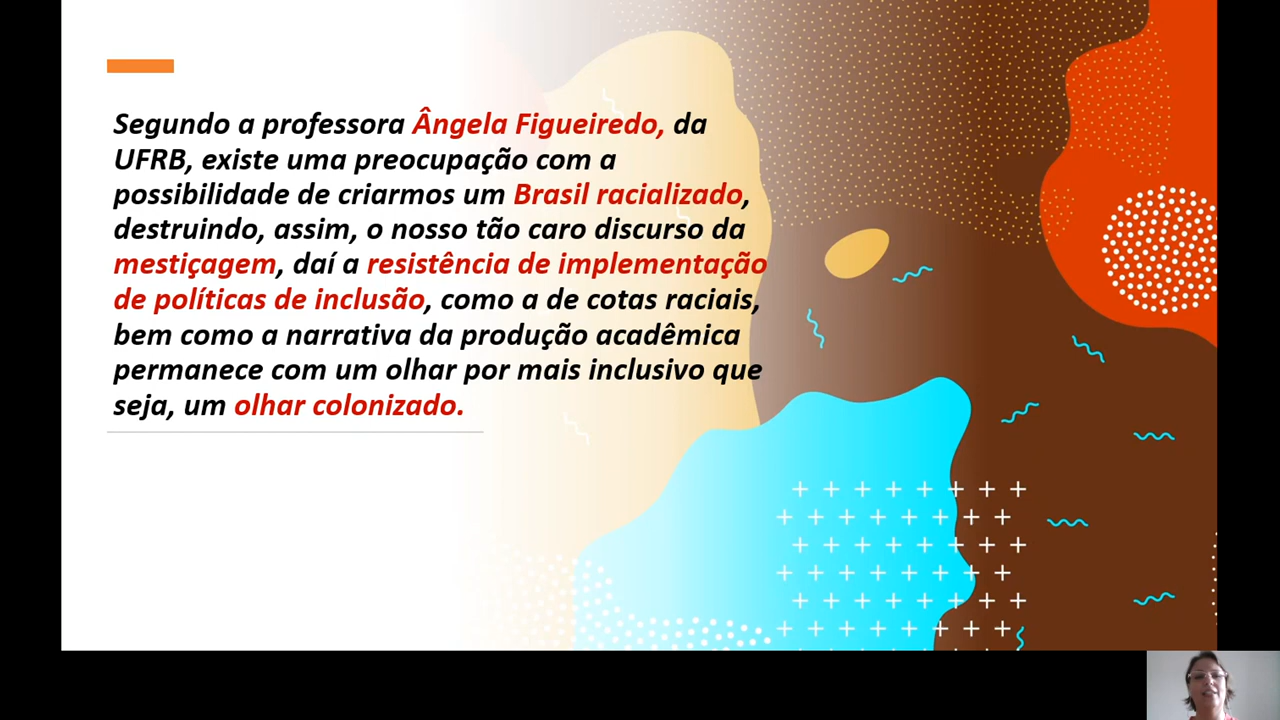 Segundo a professora Ângela Figueiredo, da
UFRB, existe uma preocupação com a
possibilidade de criarmos um Brasil racializado,
destruindo, assim, o nosso tão caro discurso da
mestiçagem, daí a resistência de implementação
de políticas de inclusão, como a de cotas raciais,
bem como a narrativa da produção acadêmica
permanece com um olhar por mais inclusivo que
seja, um olhar colonizado.